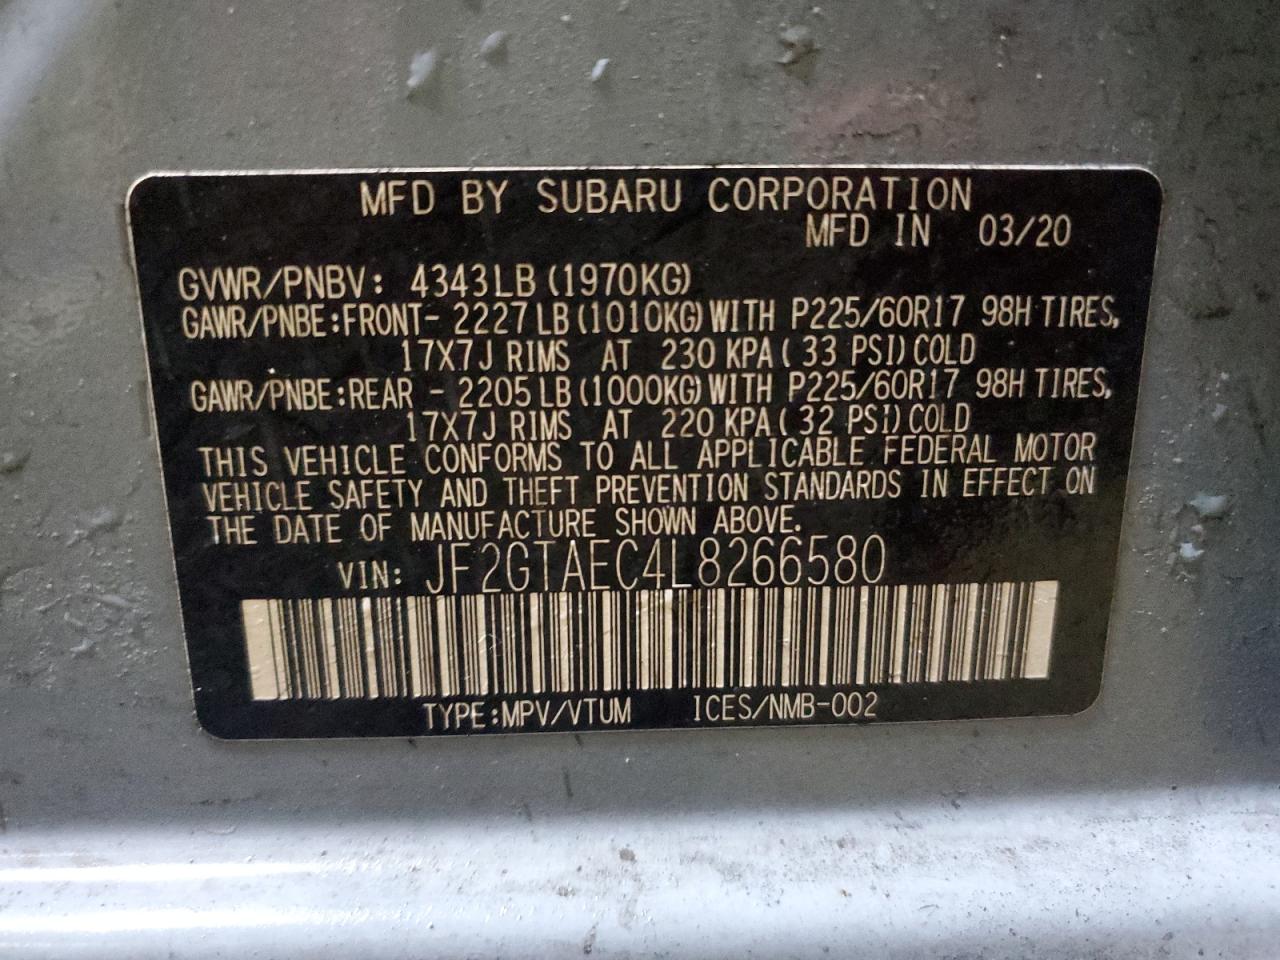 MFD BY SUBARU CORPORATION
MFD IN 03/20
GVWR/PNBV: 4343LB (1970KG)
GAWR/PNBE:FRONT- 2227 LB (1010KG) WITH P225/60R17 98H TIRES,
17X7J RIMS AT 230 KPA ( 33 PSI) COLD
GAWR/PNBE:REAR - 2205 LB (1000KG) WITH P225/60R17 98H TIRES,
17X7J RIMS AT 220 KPA ( 32 PSI) COLD
THIS VEHICLE CONFORMS TO ALL APPLICABLE FEDERAL MOTOR
VEHICLE SAFETY AND THEFT PREVENTION STANDARDS IN EFFECT ON
THE DATE OF MANUFACTURE SHOWN ABOVE.
VIN: JF2GTAEC4L8266580
TYPE:MPV/VTUM ICES/NMB-002